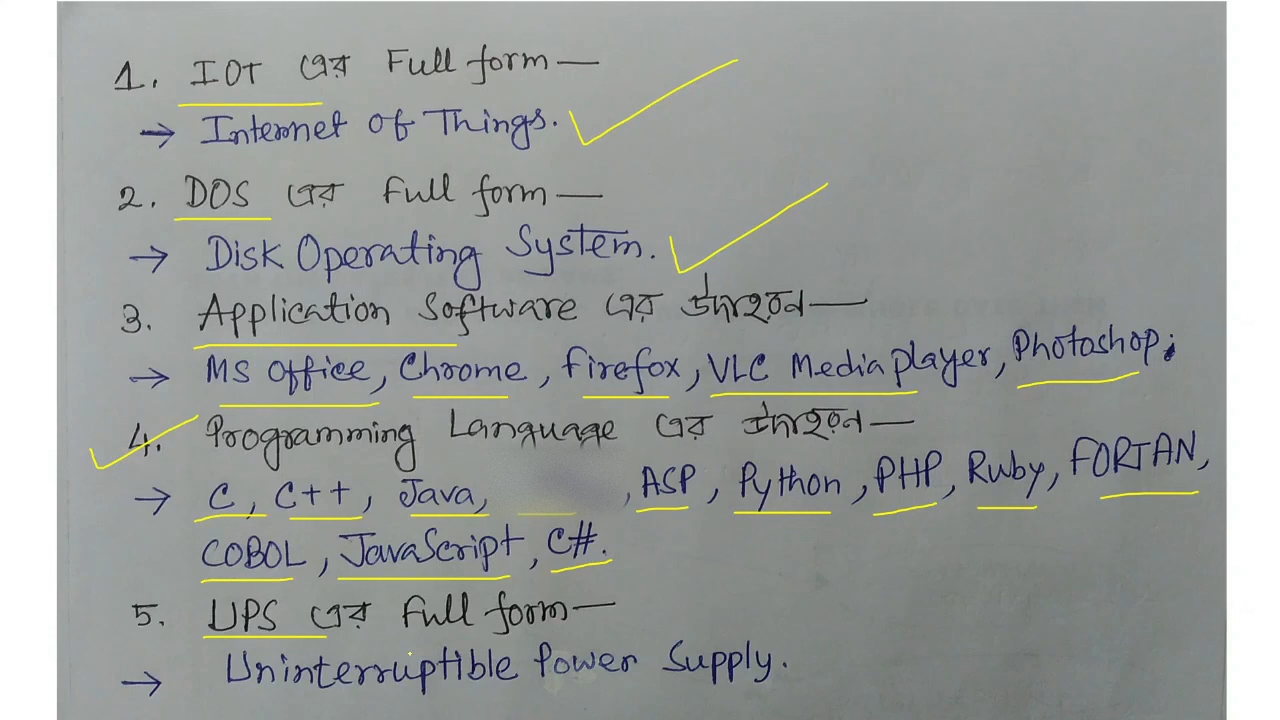 1. IOT এর Full form —
→ Internet of Things.
2. DOS এর Full form —
→ Disk Operating System.
3. Application Software এর উদাহরন —
→ MS Office, Chrome, Firefox, VLC Media player, Photoshop;
4. Programming Language এর উদাহরন —
→ C, C++, Java, , ASP, Python, PHP, Ruby, FORTAN,
COBOL, JavaScript, C#.
5. UPS এর Full form —
→ Uninterruptible Power Supply.